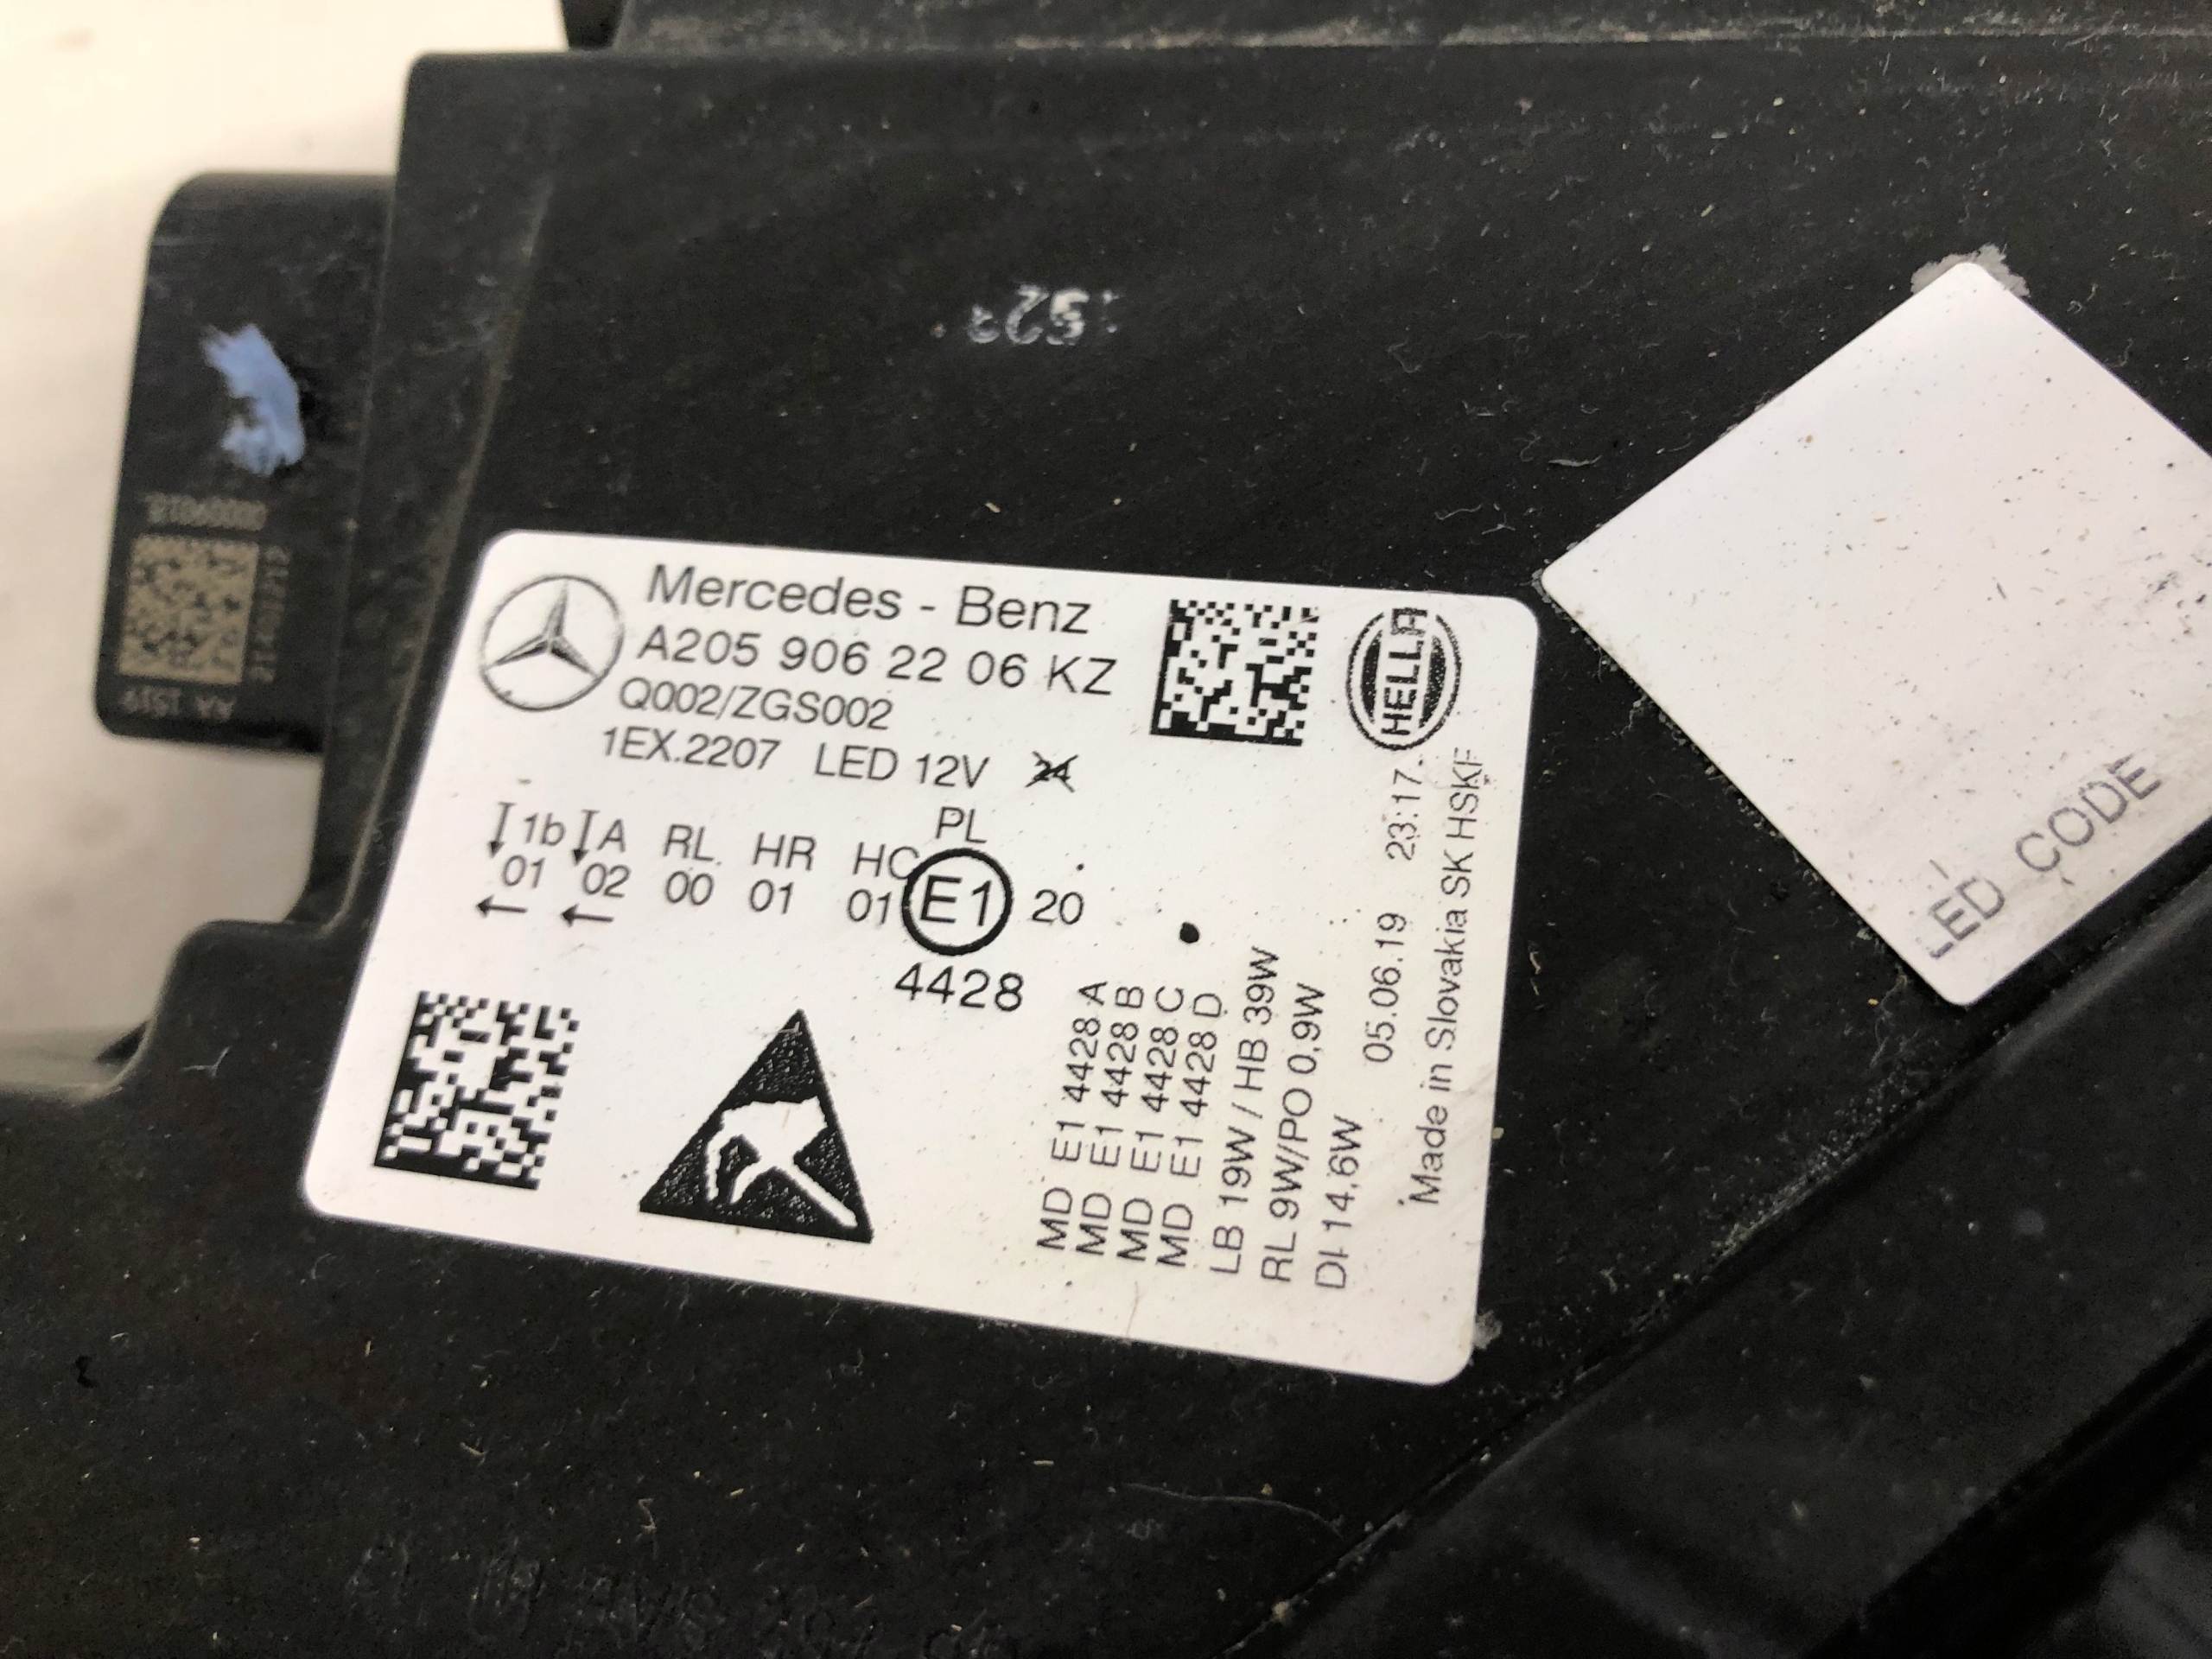 Mercedes - Benz
A205 906 22 06 KZ
Q002/ZGS002
1EX.2207 LED 12V 24
HELLA
PL
1b A RL HR HC
01 02 00 01 01 E1 20
4428
MD E1 4428 A
MD E1 4428 B
MD E1 4428 C
MD E1 4428 D
LB 19W / HB 39W
RL 9W/PO 0,9W
DI 14,6W
05.06.19 23:17
Made in Slovakia SK HSKF
LED CODE
AA 1519